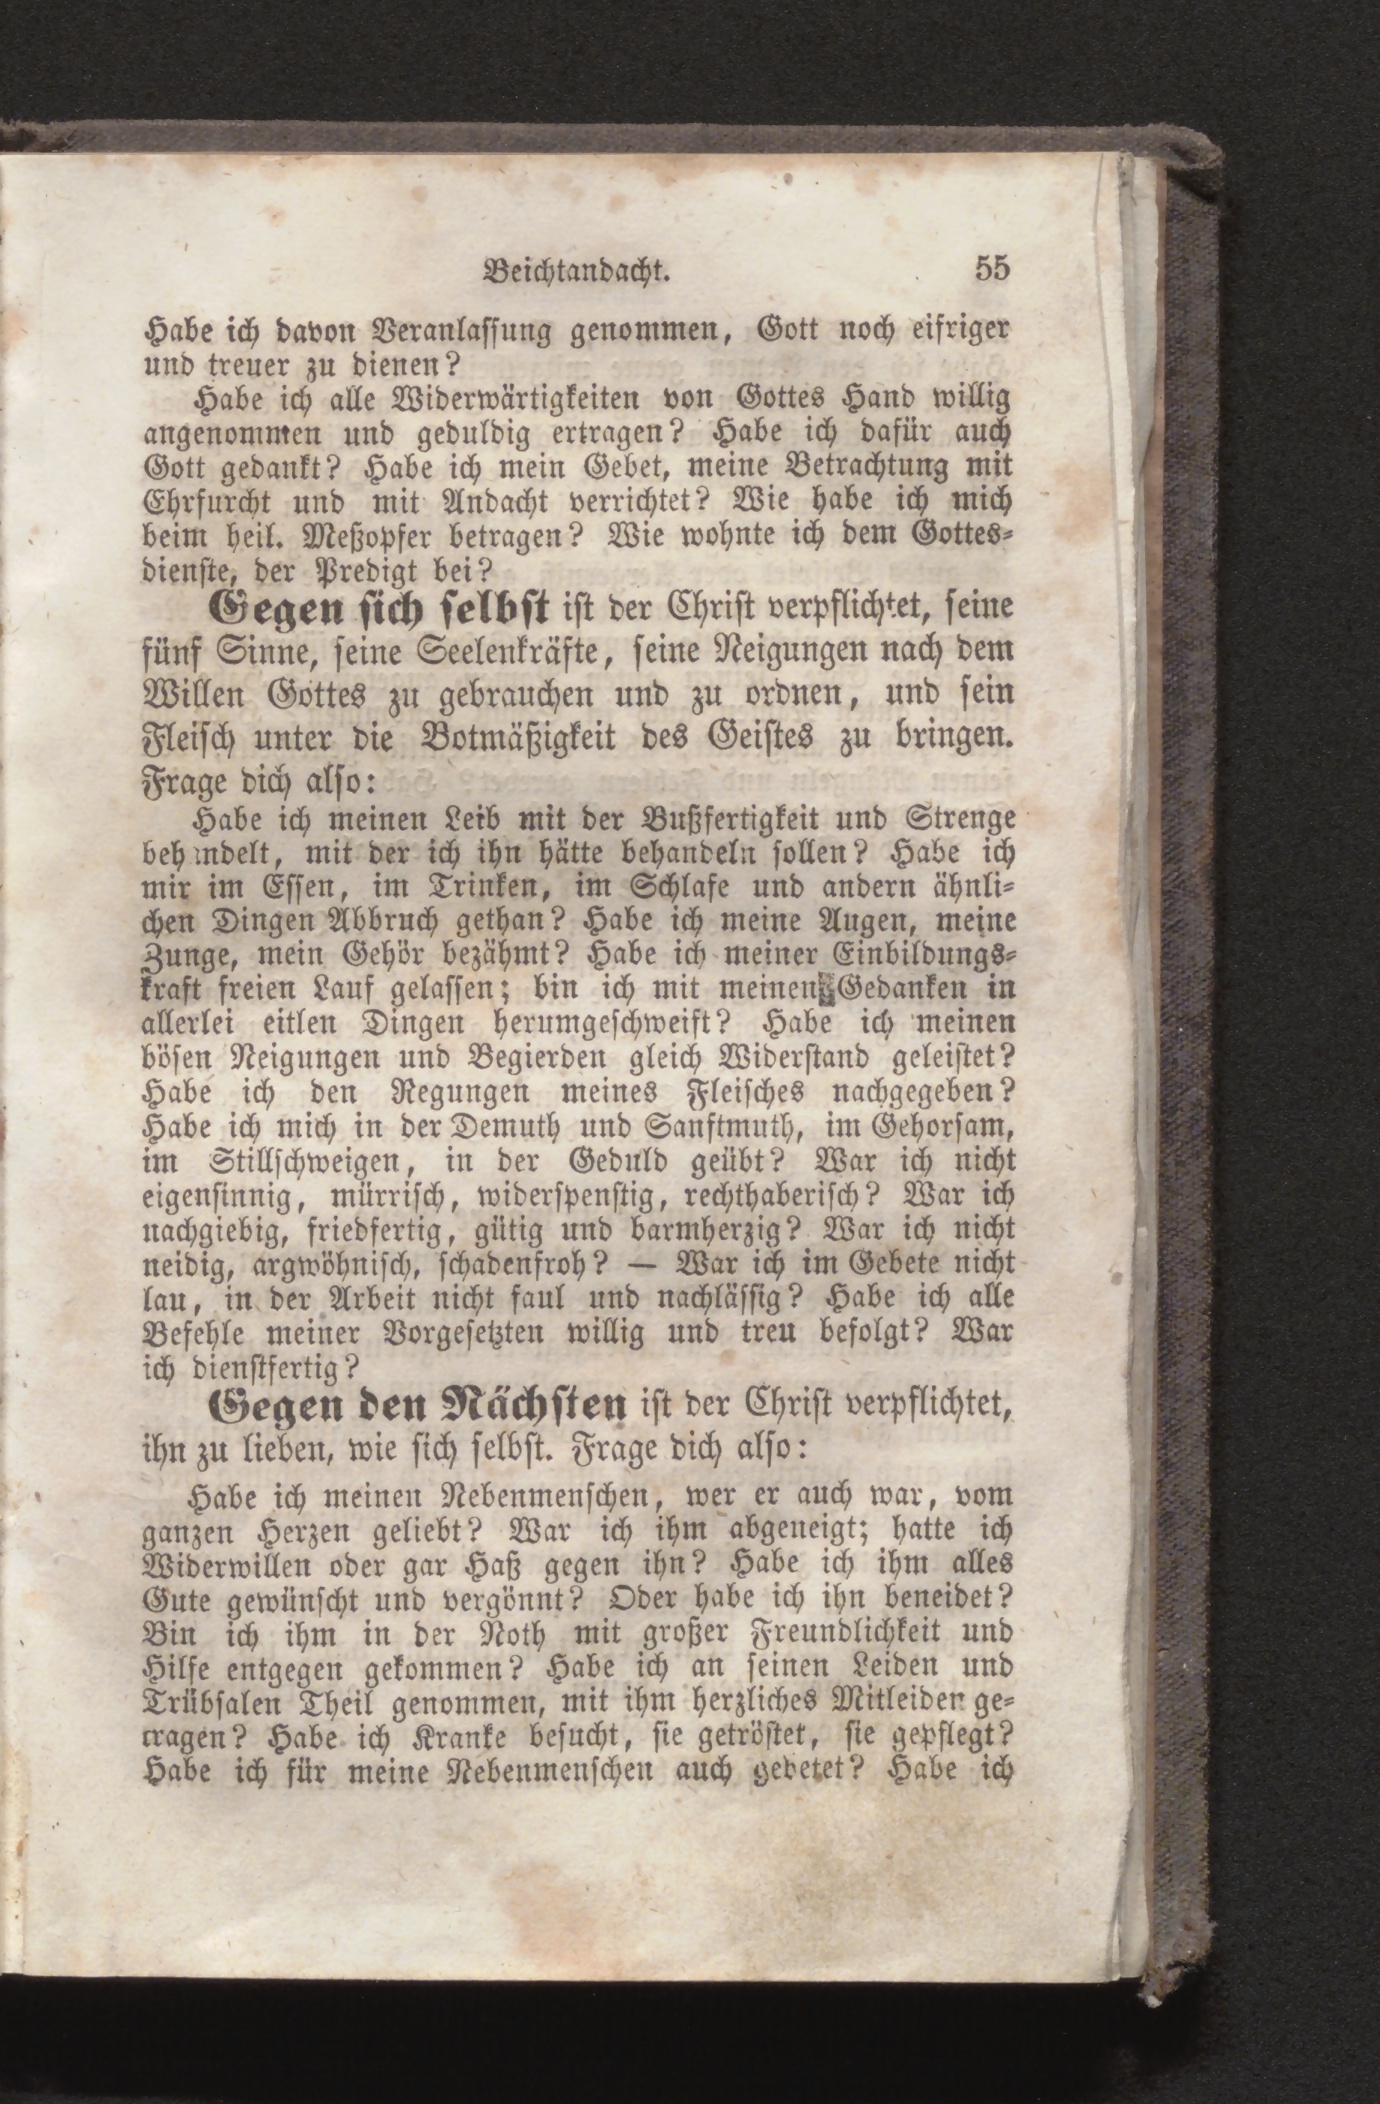 Beichtandacht. 55
Habe ich davon Veranlassung genommen, Gott noch eifriger
und treuer zu dienen?
Habe ich alle Widerwärtigkeiten von Gottes Hand willig
angenommen und geduldig ertragen? Habe ich dafür auch
Gott gedankt? Habe ich mein Gebet, meine Betrachtung mit
Ehrfurcht und mit Andacht verrichtet? Wie habe ich mich
beim heil. Meßopfer betragen? Wie wohnte ich dem Gottes-
dienste, der Predigt bei?
Gegen sich selbst ist der Christ verpflichtet, seine
fünf Sinne, seine Seelenkräfte, seine Neigungen nach dem
Willen Gottes zu gebrauchen und zu ordnen, und sein
Fleisch unter die Botmäßigkeit des Geistes zu bringen.
Frage dich also:
Habe ich meinen Leib mit der Bußfertigkeit und Strenge
behandelt, mit der ich ihn hätte behandeln sollen? Habe ich
mir im Essen, im Trinken, im Schlafe und andern ähnli-
chen Dingen Abbruch gethan? Habe ich meine Augen, meine
Zunge, mein Gehör bezähmt? Habe ich meiner Einbildungs-
kraft freien Lauf gelassen; bin ich mit meinen Gedanken in
allerlei eitlen Dingen herumgeschweift? Habe ich meinen
bösen Neigungen und Begierden gleich Widerstand geleistet?
Habe ich den Regungen meines Fleisches nachgegeben?
Habe ich mich in der Demuth und Sanftmuth, im Gehorsam,
im Stillschweigen, in der Geduld geübt? War ich nicht
eigensinnig, mürrisch, widerspenstig, rechthaberisch? War ich
nachgiebig, friedfertig, gütig und barmherzig? War ich nicht
neidig, argwöhnisch, schadenfroh? — War ich im Gebete nicht
lau, in der Arbeit nicht faul und nachlässig? Habe ich alle
Befehle meiner Vorgesetzten willig und treu befolgt? War
ich dienstfertig?
Gegen den Nächsten ist der Christ verpflichtet,
ihn zu lieben, wie sich selbst. Frage dich also:
Habe ich meinen Nebenmenschen, wer er auch war, vom
ganzen Herzen geliebt? War ich ihm abgeneigt; hatte ich
Widerwillen oder gar Haß gegen ihn? Habe ich ihm alles
Gute gewünscht und vergönnt? Oder habe ich ihn beneidet?
Bin ich ihm in der Noth mit großer Freundlichkeit und
Hilfe entgegen gekommen? Habe ich an seinen Leiden und
Trübsalen Theil genommen, mit ihm herzliches Mitleiden ge-
tragen? Habe ich Kranke besucht, sie getröstet, sie gepflegt?
Habe ich für meine Nebenmenschen auch gebetet? Habe ich